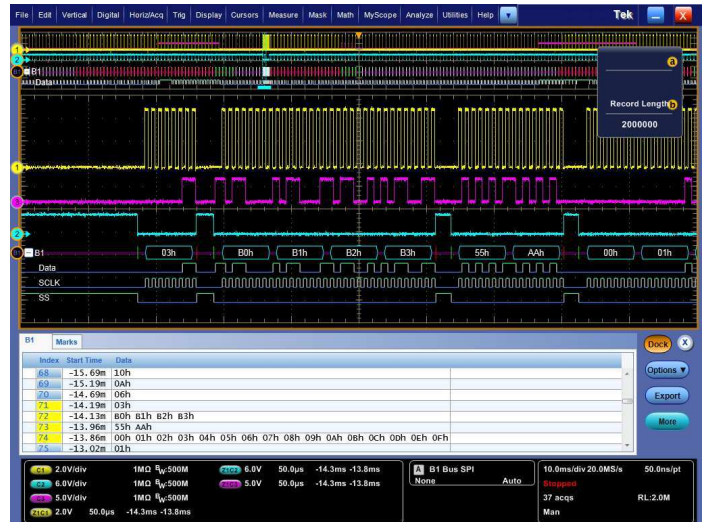 File Edit Vertical Digital Horiz/Acq Trig Display Cursors Measure Mask Math MyScope Analyze Utilities Help Tek X
1
2
B1
Data
a
Record Length b
2000000
1
3
2
B1 03h B0h B1h B2h B3h 55h AAh 00h 01h
Data
SCLK
SS
B1 Marks
Index Start Time Data
68 -15.69m 10h
69 -15.19m 0Ah
70 -14.69m 06h
71 -14.19m 03h
72 -14.13m B0h B1h B2h B3h
73 -13.96m 55h AAh
74 -13.86m 00h 01h 02h 03h 04h 05h 06h 07h 08h 09h 0Ah 0Bh 0Ch 0Dh 0Eh 0Fh
75 -13.02m 01h
Dock X
Options
Export
More
C1 2.0V/div 1MΩ BW:500M
C2 6.0V/div 1MΩ BW:500M
C3 5.0V/div 1MΩ BW:500M
Z1C1 2.0V 50.0µs -14.3ms -13.8ms
Z1C2 6.0V 50.0µs -14.3ms -13.8ms
Z1C3 5.0V 50.0µs -14.3ms -13.8ms
A B1 Bus SPI
None Auto
10.0ms/div 20.0MS/s 50.0ns/pt
Stopped
37 acqs RL:2.0M
Man